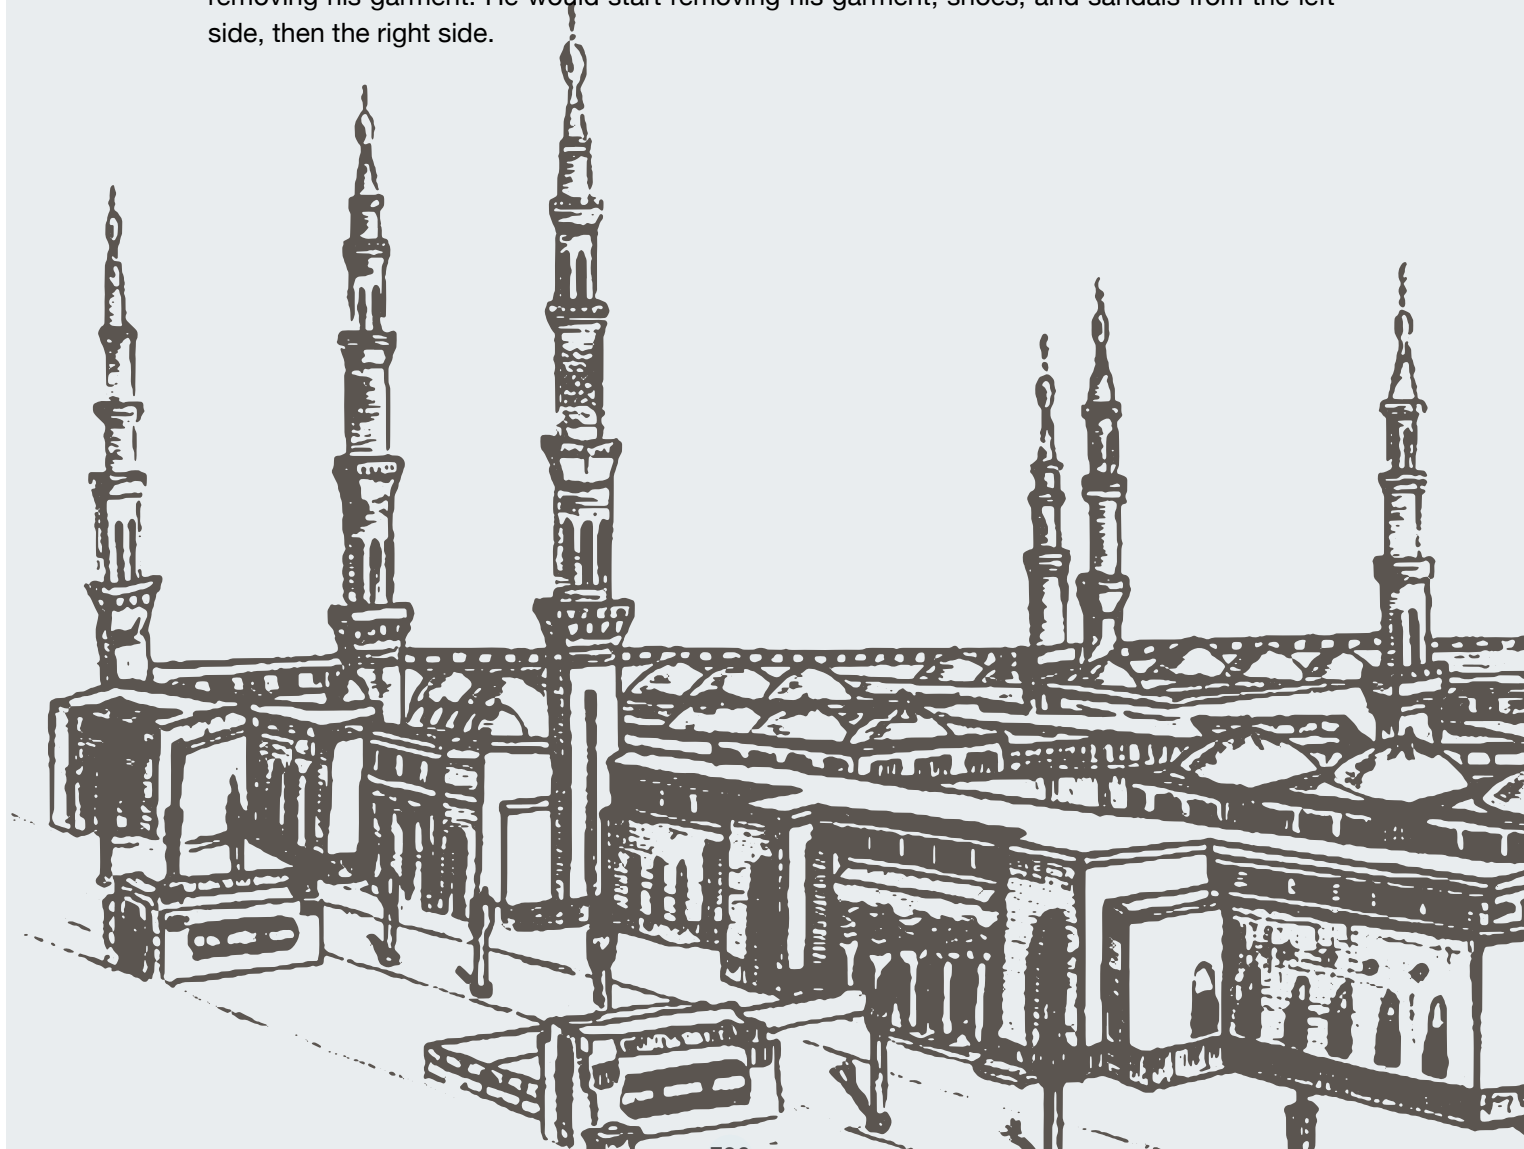 removing his garment. He would start removing his garment, shoes, and sandals from the left
side, then the right side.